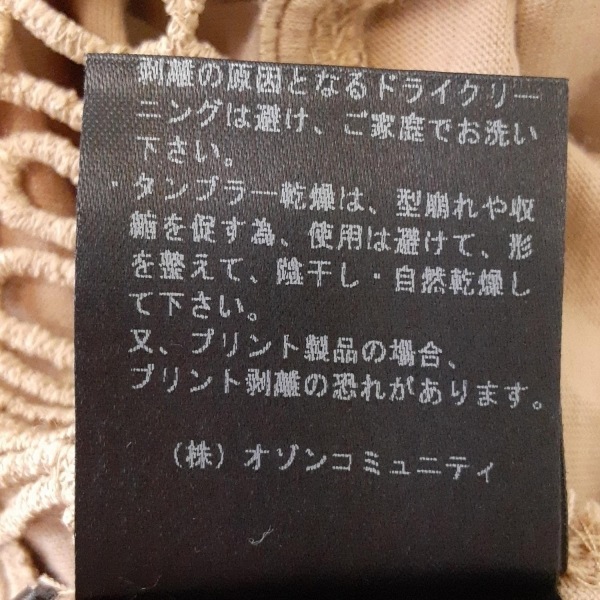 剥離の原因となるドライクリー
ニングは避け、ご家庭でお洗い
下さい。
・タンブラー乾燥は、型崩れや収
縮を促す為、使用は避けて、形
を整えて、陰干し・自然乾燥し
て下さい。
又、プリント製品の場合、
プリント剥離の恐れがあります。
（株）オゾンコミュニティ